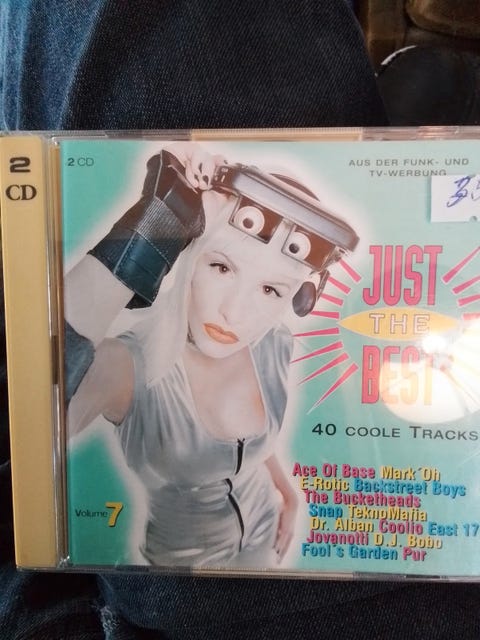 2
CD
2 CD
AUS DER FUNK- UND
TV-WERBUNG
JUST
THE
BEST
40 COOLE TRACKS
Ace Of Base Mark´Oh
E-Rotic Backstreet Boys
The Bucketheads
Snap TeknoMafia
Dr. Alban Coolio East 17
Jovanotti D.J. Bobo
Fool´s Garden Pur
Volume 7